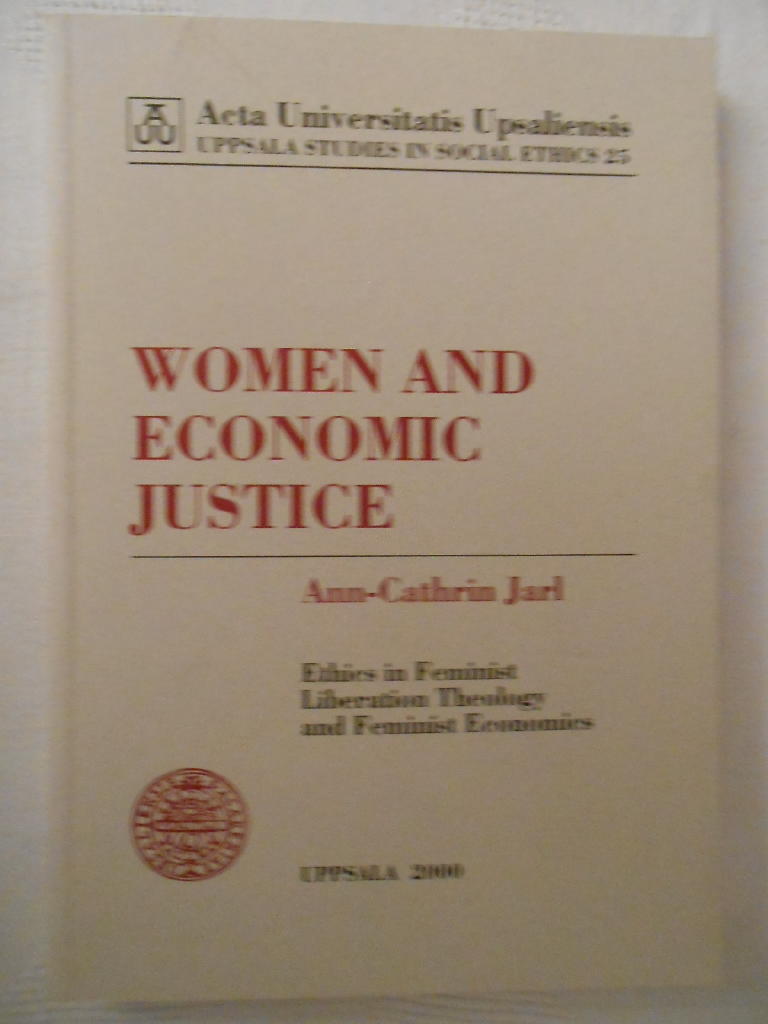 AUU
Acta Universitatis Upsaliensis
UPPSALA STUDIES IN SOCIAL ETHICS 25
WOMEN AND
ECONOMIC
JUSTICE
Ann-Cathrin Jarl
Ethics in Feminist
Liberation Theology
and Feminist Economics
UPPSALA 2000